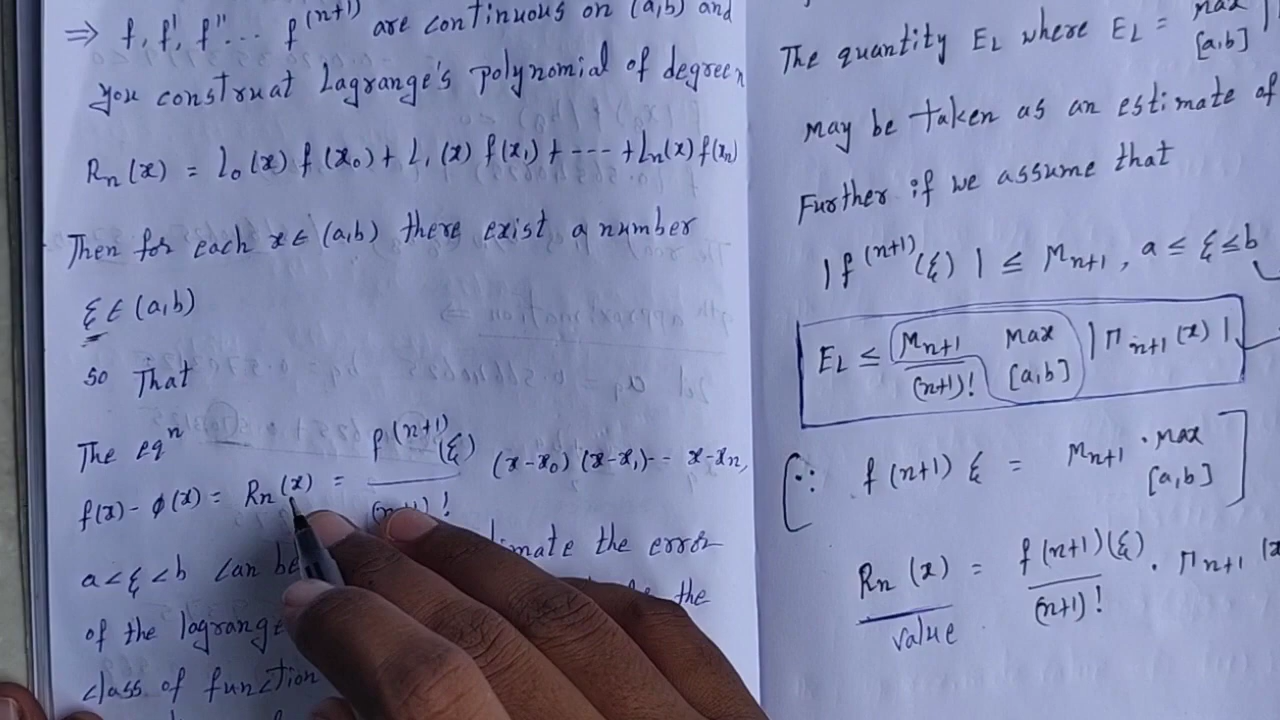 ⇒ f, f', f'' ... f^(n+1) are continuous on (a,b) and
you construat Lagrange's polynomial of degree n
Rn(x) = l0(x) f(x0) + L1(x) f(x1) + --- + Ln(x) f(xn)
Then for each x ∈ (a,b) there exist a number
ξ ∈ (a,b)
so That
The eqn
f(x) - φ(x) = Rn(x) = f^(n+1)(ξ) / (n+1)! (x-x0) (x-x1) -- x-xn,
a<ξ<b can be the error
of the lagrange the
class of function
The quantity EL where EL = max [a,b] |
may be taken as an estimate of
Further if we assume that
|f^(n+1)(ξ)| ≤ Mn+1, a ≤ ξ ≤ b
EL ≤ Mn+1 / (n+1)! max [a,b] |Πn+1(x)|
[∵ f(n+1) ξ = Mn+1 · max [a,b]]
Rn(x) = f(n+1)(ξ) / (n+1)! . Πn+1 (x
value